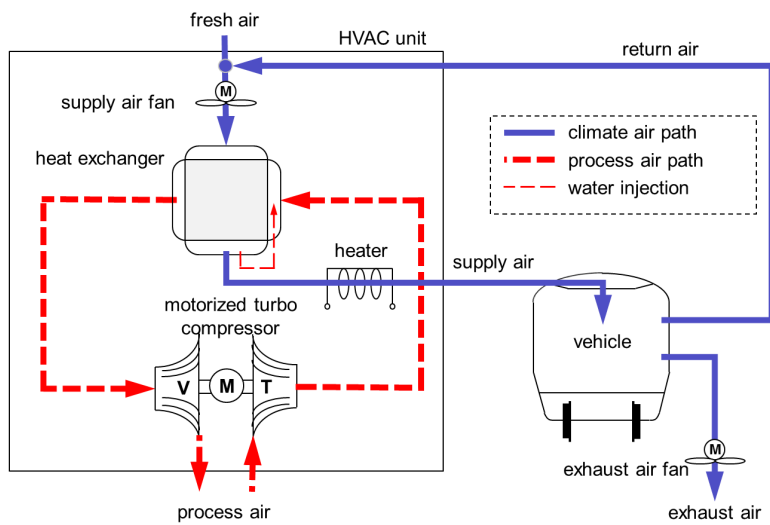 fresh air
HVAC unit
return air
M
supply air fan
climate air path
process air path
water injection
heat exchanger
heater
supply air
motorized turbo
compressor
vehicle
V
M
T
M
exhaust air fan
process air
exhaust air